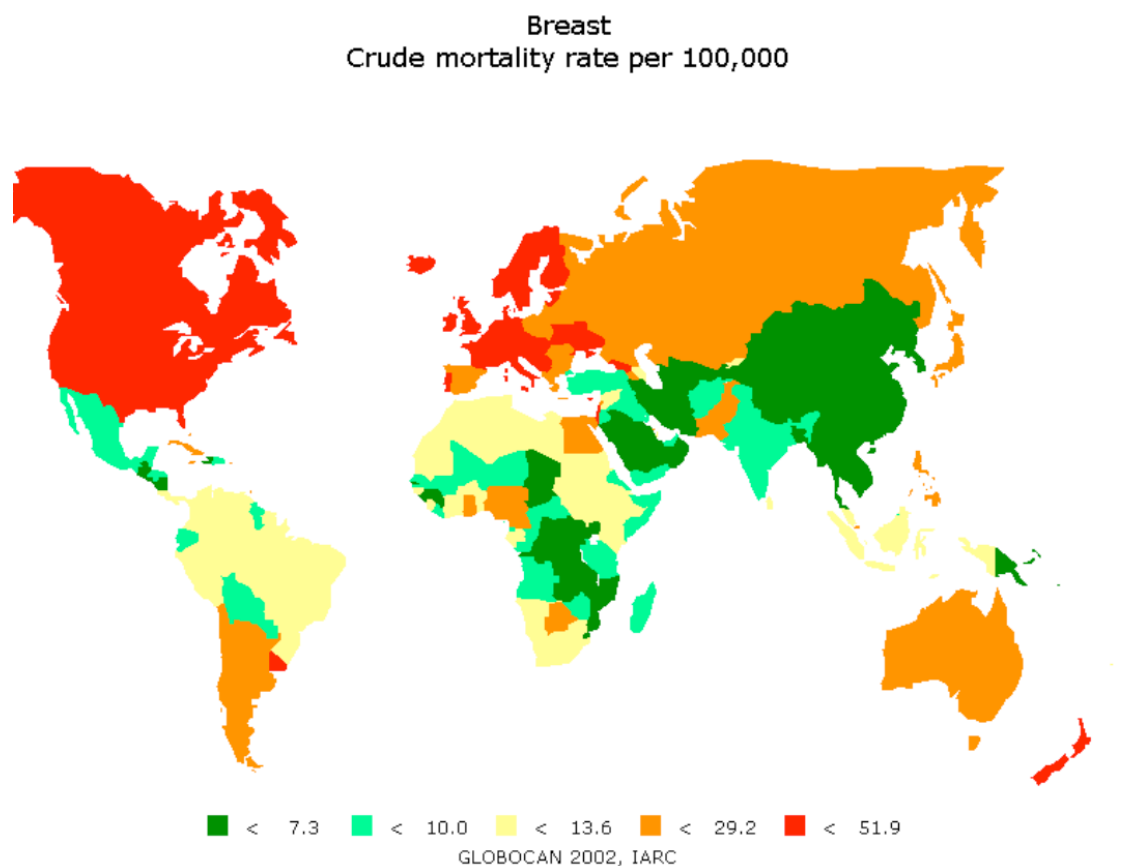 Breast
Crude mortality rate per 100,000
< 7.3 < 10.0 < 13.6 < 29.2 < 51.9
GLOBOCAN 2002, IARC